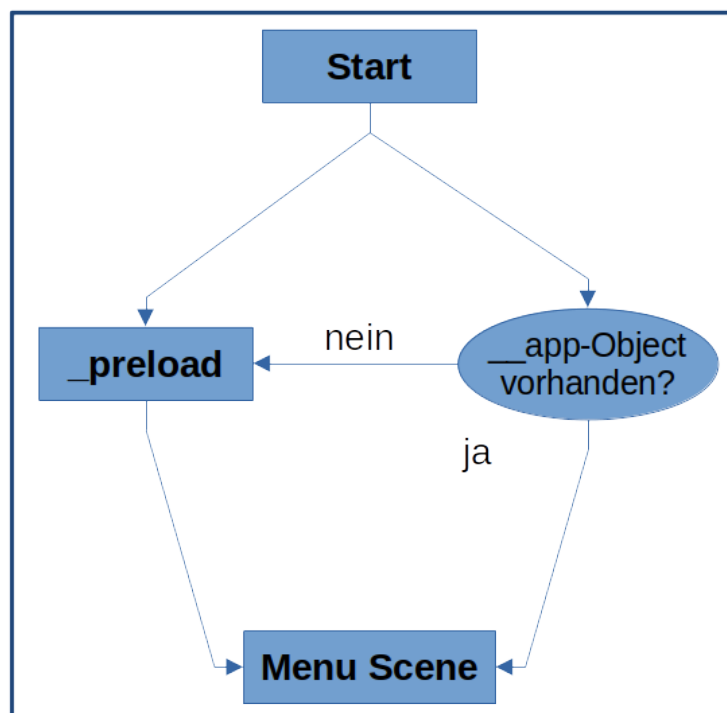 Start
nein
_preload
__app-Object
vorhanden?
ja
Menu Scene